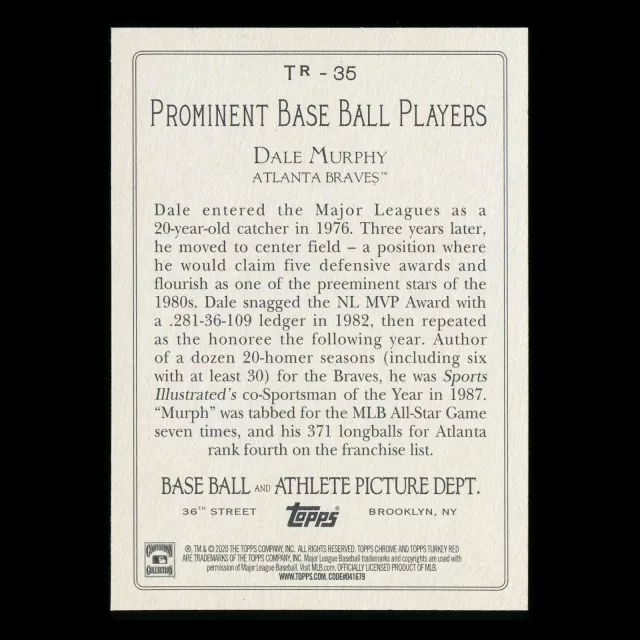 TR - 35
PROMINENT BASE BALL PLAYERS
DALE MURPHY
ATLANTA BRAVES™
Dale entered the Major Leagues as a
20-year-old catcher in 1976. Three years later,
he moved to center field – a position where
he would claim five defensive awards and
flourish as one of the preeminent stars of the
1980s. Dale snagged the NL MVP Award with
a .281-36-109 ledger in 1982, then repeated
as the honoree the following year. Author
of a dozen 20-homer seasons (including six
with at least 30) for the Braves, he was Sports
Illustrated's co-Sportsman of the Year in 1987.
“Murph” was tabbed for the MLB All-Star Game
seven times, and his 371 longballs for Atlanta
rank fourth on the franchise list.
BASE BALL AND ATHLETE PICTURE DEPT.
36TH STREET topps BROOKLYN, NY
®, TM & © 2020 THE TOPPS COMPANY, INC. ALL RIGHTS RESERVED. TOPPS CHROME AND TOPPS TURKEY RED
ARE TRADEMARKS OF THE TOPPS COMPANY, INC. Major League Baseball trademarks and copyrights are used with
permission of Major League Baseball. Visit MLB.com. OFFICIALLY LICENSED PRODUCT OF MLB.
WWW.TOPPS.COM. CODE#041679
COOPERSTOWN
COLLECTION